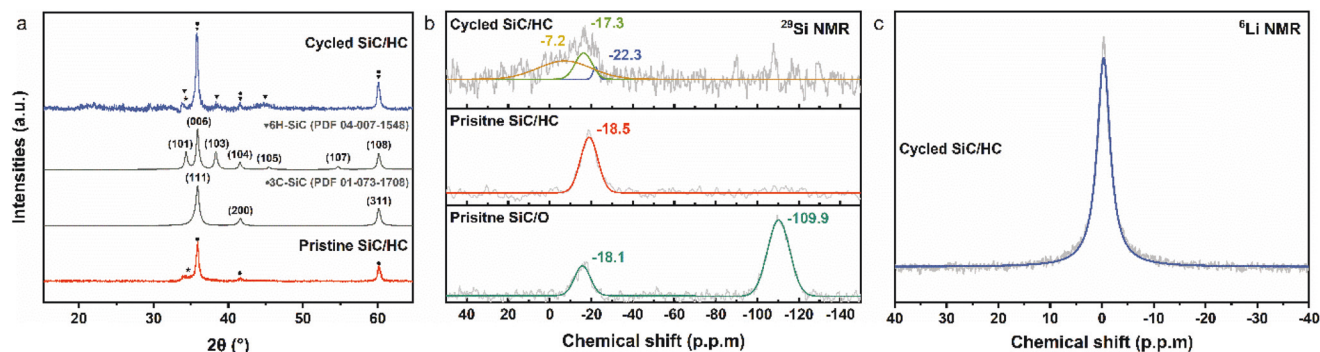 a
Intensities (a.u.)
Cycled SiC/HC
▾6H-SiC (PDF 04-007-1548)
(006)
(101)
(103)
(104)
(105)
(107)
(108)
•3C-SiC (PDF 01-073-1708)
(111)
(200)
(311)
Pristine SiC/HC
*
20 30 40 50 60
2θ (°)
b
Cycled SiC/HC
²⁹Si NMR
-17.3
-7.2
-22.3
Prisitne SiC/HC
-18.5
Prisitne SiC/O
-18.1
-109.9
40 20 0 -20 -40 -60 -80 -100 -120 -140
Chemical shift (p.p.m)
c
⁶Li NMR
Cycled SiC/HC
40 30 20 10 0 -10 -20 -30 -40
Chemical shift (p.p.m)